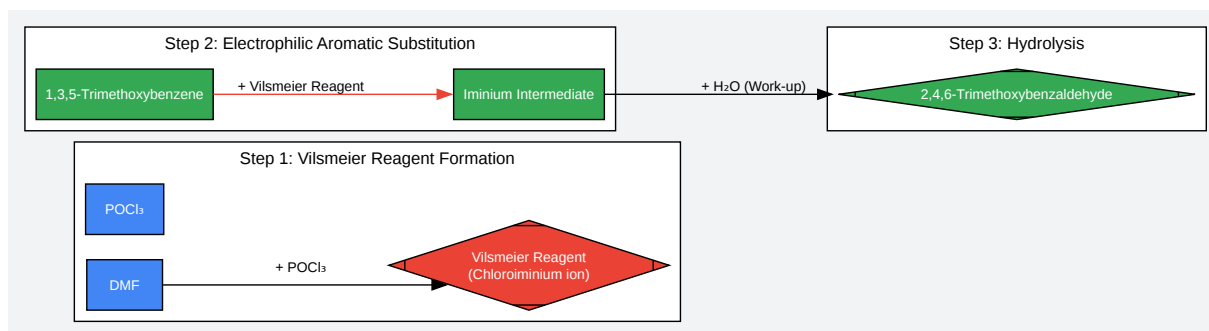 Step 2: Electrophilic Aromatic Substitution
1,3,5-Trimethoxybenzene
+ Vilsmeier Reagent
Iminium Intermediate
+ H₂O (Work-up)
Step 3: Hydrolysis
2,4,6-Trimethoxybenzaldehyde
Step 1: Vilsmeier Reagent Formation
POCl₃
DMF
+ POCl₃
Vilsmeier Reagent
(Chloroiminium ion)